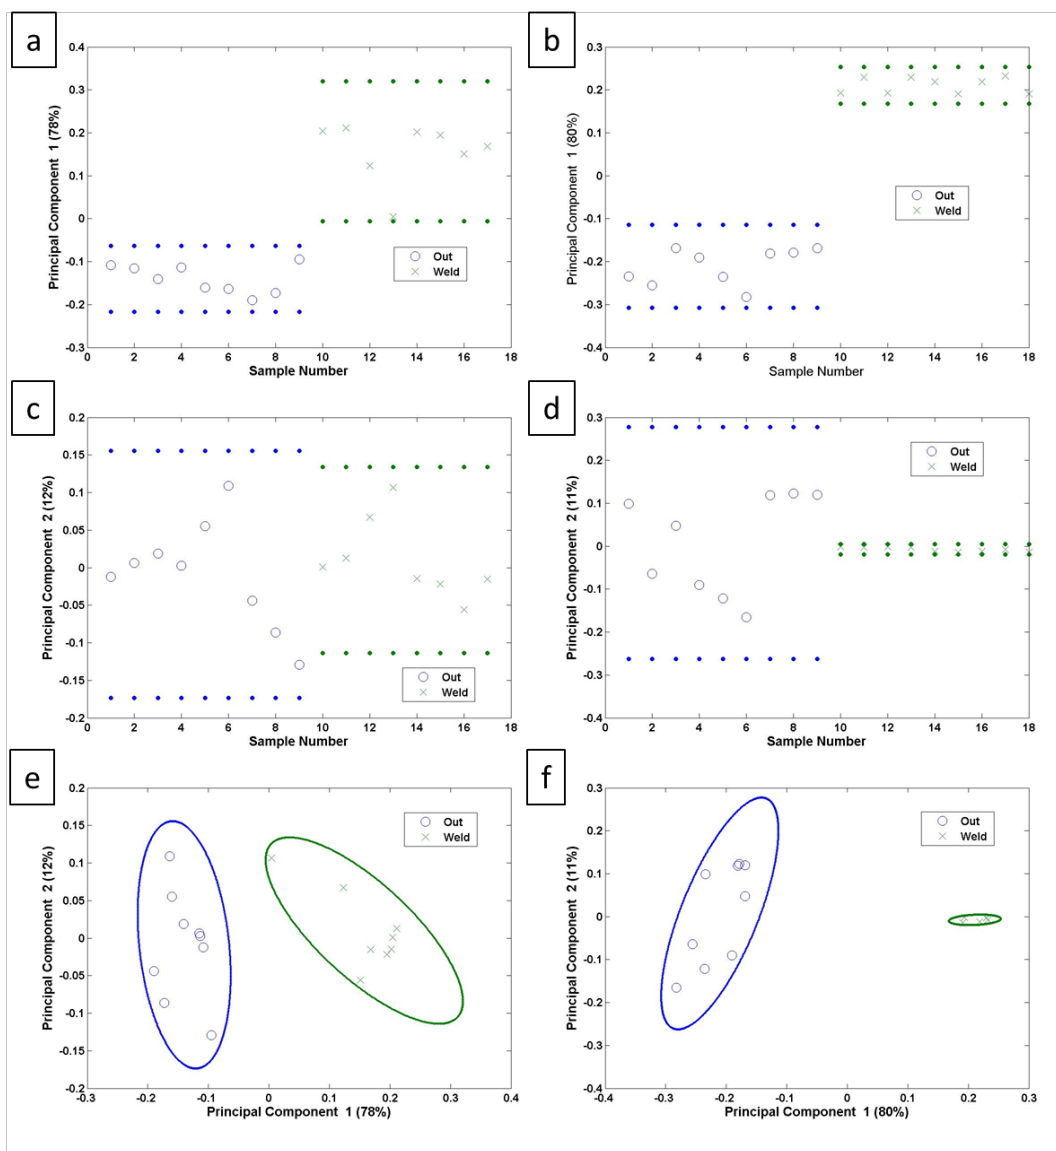 a
b
0.4
0.3
0.2
0.1
0
-0.1
-0.2
-0.3
0 2 4 6 8 10 12 14 16 18
Principal Component 1 (78%)
Sample Number
Out
Weld
0.3
0.2
0.1
0
-0.1
-0.2
-0.3
-0.4
0 2 4 6 8 10 12 14 16 18
Principal Component 1 (80%)
Sample Number
Out
Weld
c
d
0.2
0.15
0.1
0.05
0
-0.05
-0.1
-0.15
-0.2
0 2 4 6 8 10 12 14 16 18
Principal Component 2 (12%)
Sample Number
Out
Weld
0.3
0.2
0.1
0
-0.1
-0.2
-0.3
-0.4
0 2 4 6 8 10 12 14 16 18
Principal Component 2 (11%)
Sample Number
Out
Weld
e
f
0.2
0.15
0.1
0.05
0
-0.05
-0.1
-0.15
-0.2
-0.3 -0.2 -0.1 0 0.1 0.2 0.3 0.4
Principal Component 2 (12%)
Principal Component 1 (78%)
Out
Weld
0.3
0.2
0.1
0
-0.1
-0.2
-0.3
-0.4
-0.4 -0.3 -0.2 -0.1 0 0.1 0.2 0.3
Principal Component 2 (11%)
Principal Component 1 (80%)
Out
Weld